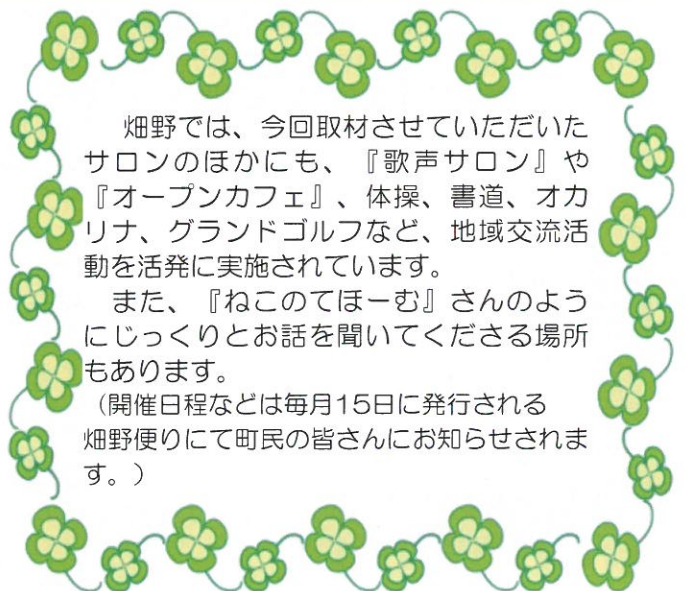 畑野では、今回取材させていただいた
サロンのほかにも、『歌声サロン』や
『オープンカフェ』、体操、書道、オカ
リナ、グランドゴルフなど、地域交流活
動を活発に実施されています。
　また、『ねこのてほーむ』さんのよう
にじっくりとお話を聞いてくださる場所
もあります。
（開催日程などは毎月15日に発行される
畑野便りにて町民の皆さんにお知らせされま
す。）